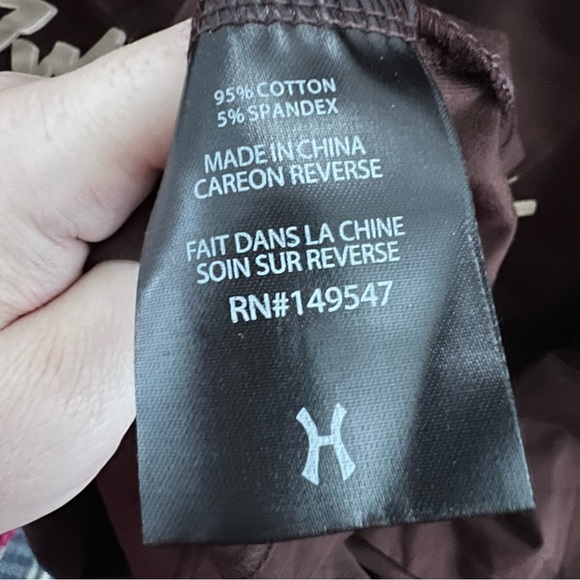 95% COTTON
5% SPANDEX
MADE IN CHINA
CAREON REVERSE
FAIT DANS LA CHINE
SOIN SUR REVERSE
RN#149547
H